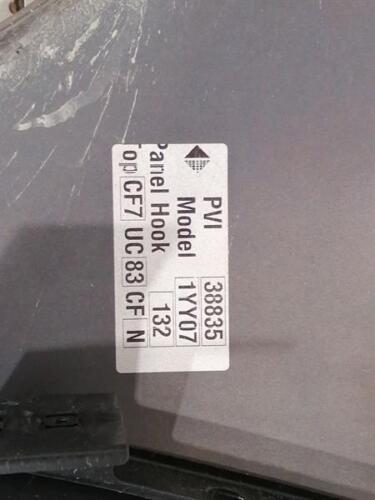 PVI 38835
Model 1YY07
Panel Hook 132
Top CF7 UC 83 CF N